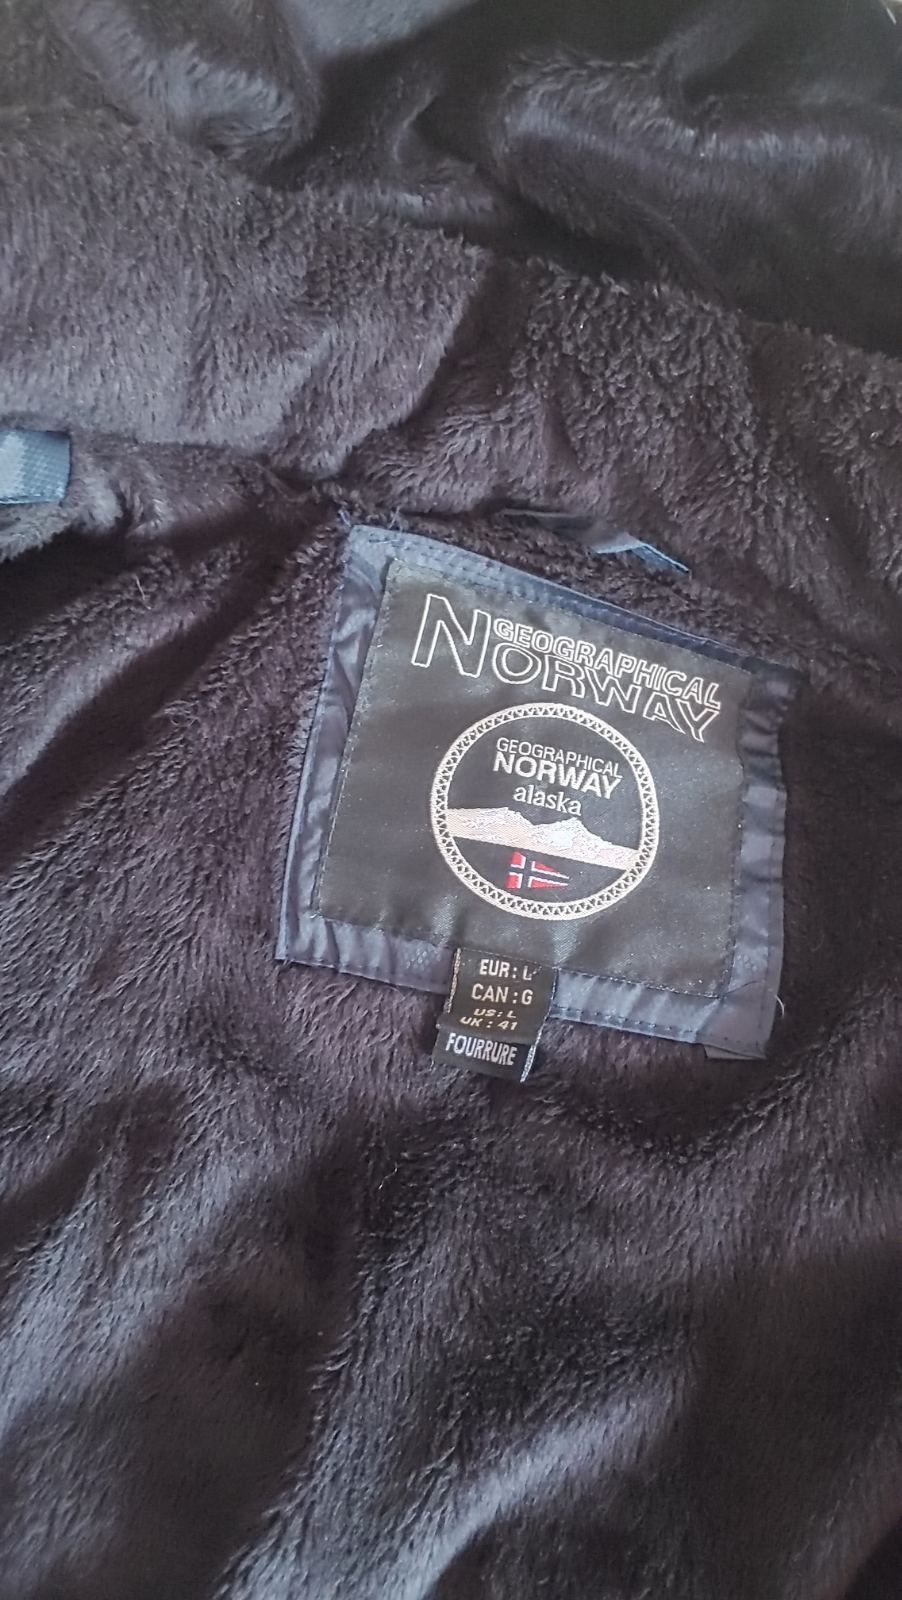 GEOGRAPHICAL
NORWAY
GEOGRAPHICAL
NORWAY
alaska
EUR : L
CAN : G
US : L
UK : 41
FOURRURE